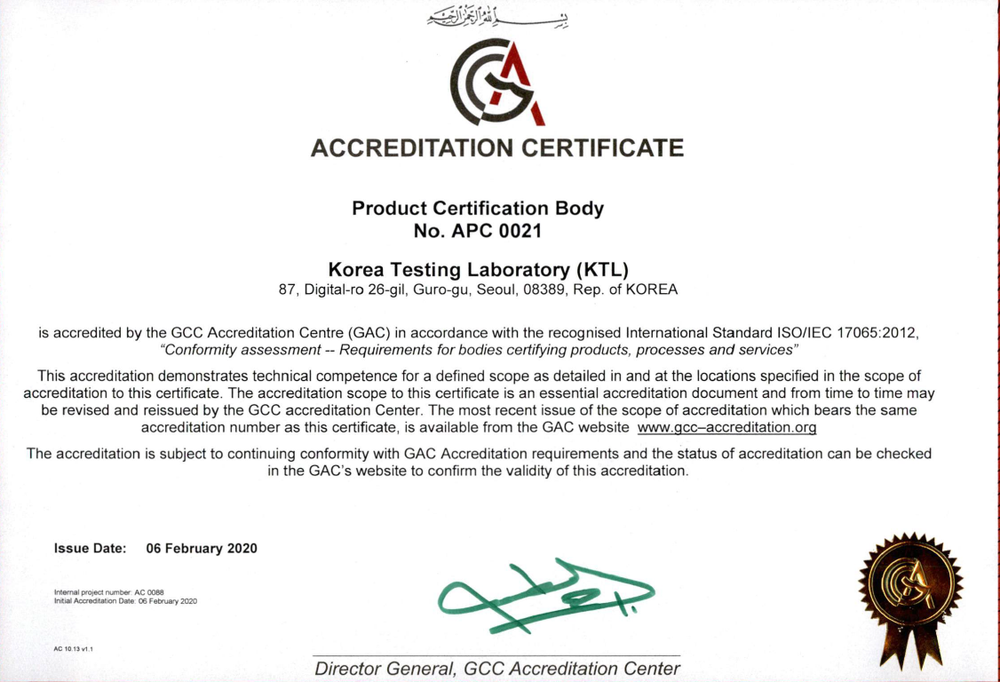 بسم الله الرحمن الرحيم
ACCREDITATION CERTIFICATE
Product Certification Body
No. APC 0021
Korea Testing Laboratory (KTL)
87, Digital-ro 26-gil, Guro-gu, Seoul, 08389, Rep. of KOREA
is accredited by the GCC Accreditation Centre (GAC) in accordance with the recognised International Standard ISO/IEC 17065:2012,
“Conformity assessment -- Requirements for bodies certifying products, processes and services”
This accreditation demonstrates technical competence for a defined scope as detailed in and at the locations specified in the scope of
accreditation to this certificate. The accreditation scope to this certificate is an essential accreditation document and from time to time may
be revised and reissued by the GCC accreditation Center. The most recent issue of the scope of accreditation which bears the same
accreditation number as this certificate, is available from the GAC website www.gcc–accreditation.org
The accreditation is subject to continuing conformity with GAC Accreditation requirements and the status of accreditation can be checked
in the GAC’s website to confirm the validity of this accreditation.
Issue Date: 06 February 2020
Internal project number: AC 0088
Initial Accreditation Date: 06 February 2020
AC 10.13 v1.1
Director General, GCC Accreditation Center